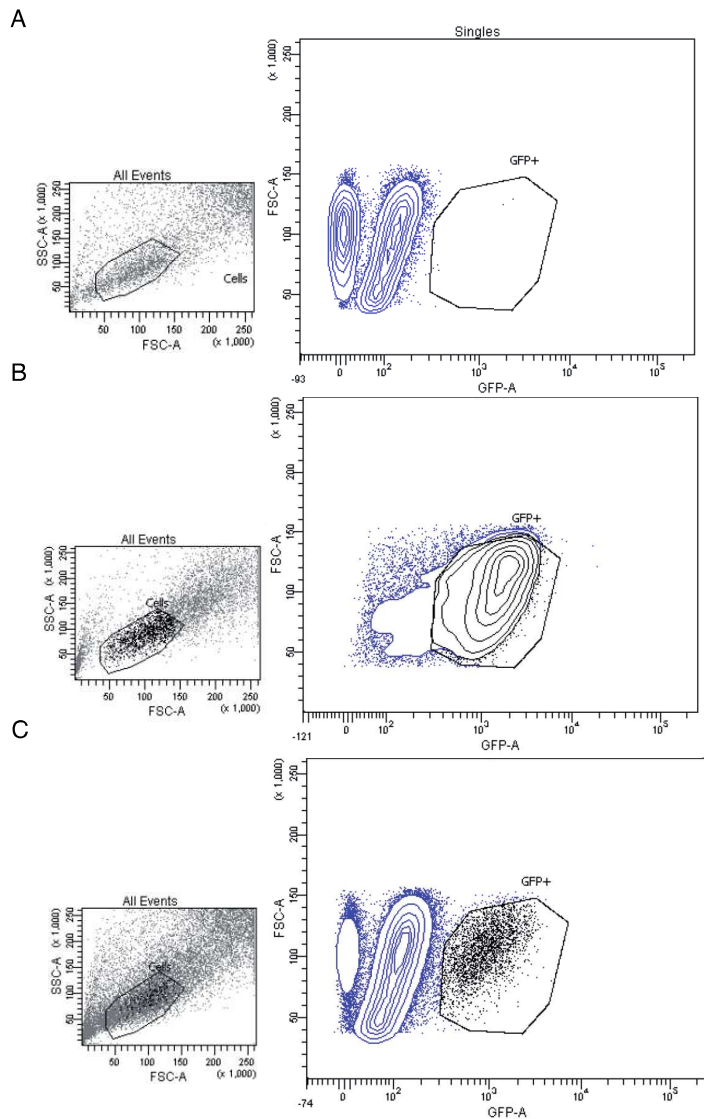 A
Singles
(x 1,000)
250
200
150
100
50
FSC-A
GFP+
-93
0
10²
10³
10⁴
10⁵
GFP-A
All Events
SSC-A (x 1,000)
250
200
150
100
50
Cells
50 100 150 200 250
FSC-A
(x 1,000)
B
(x 1,000)
250
200
150
100
50
FSC-A
GFP+
-121
0
10²
10³
10⁴
10⁵
GFP-A
All Events
SSC-A (x 1,000)
250
200
150
100
50
Cells
50 100 150 200 250
FSC-A
(x 1,000)
C
(x 1,000)
250
200
150
100
50
FSC-A
GFP+
-74
0
10²
10³
10⁴
10⁵
GFP-A
All Events
SSC-A (x 1,000)
250
200
150
100
50
Cells
50 100 150 200 250
FSC-A
(x 1,000)